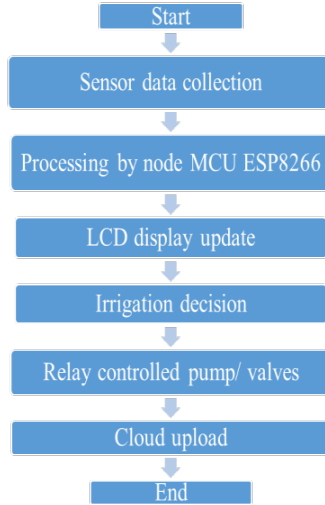 Start
Sensor data collection
Processing by node MCU ESP8266
LCD display update
Irrigation decision
Relay controlled pump/ valves
Cloud upload
End